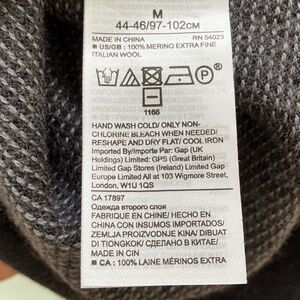 M
44-46/97-102CM
MADE IN CHINA RN 54023
■ US/GB : 100% MERINO EXTRA FINE
ITALIAN WOOL
P
1166
HAND WASH COLD/ ONLY NON-
CHLORINE BLEACH WHEN NEEDED/
RESHAPE AND DRY FLAT/ COOL IRON
Imported By/Importe Par: Gap (UK
Holdings) Limited: GPS (Great Britain)
Limited Gap Stores (Ireland) Limited Gap
Europe Limited All at 103 Wigmore Street,
London, W1U 1QS
CA 17897
Одежда второго слоя
FABRIQUE EN CHINE/ HECHO EN
CHINA CON INSUMOS IMPORTADOS/
ZEMĚ PŮVODU: KINA/ DIBUAT
DI TIONGKOK/ СДЕЛАНО В КИТАЕ/
MADE IN CIN
■ CA : 100% LAINE MÉRINOS EXTRA